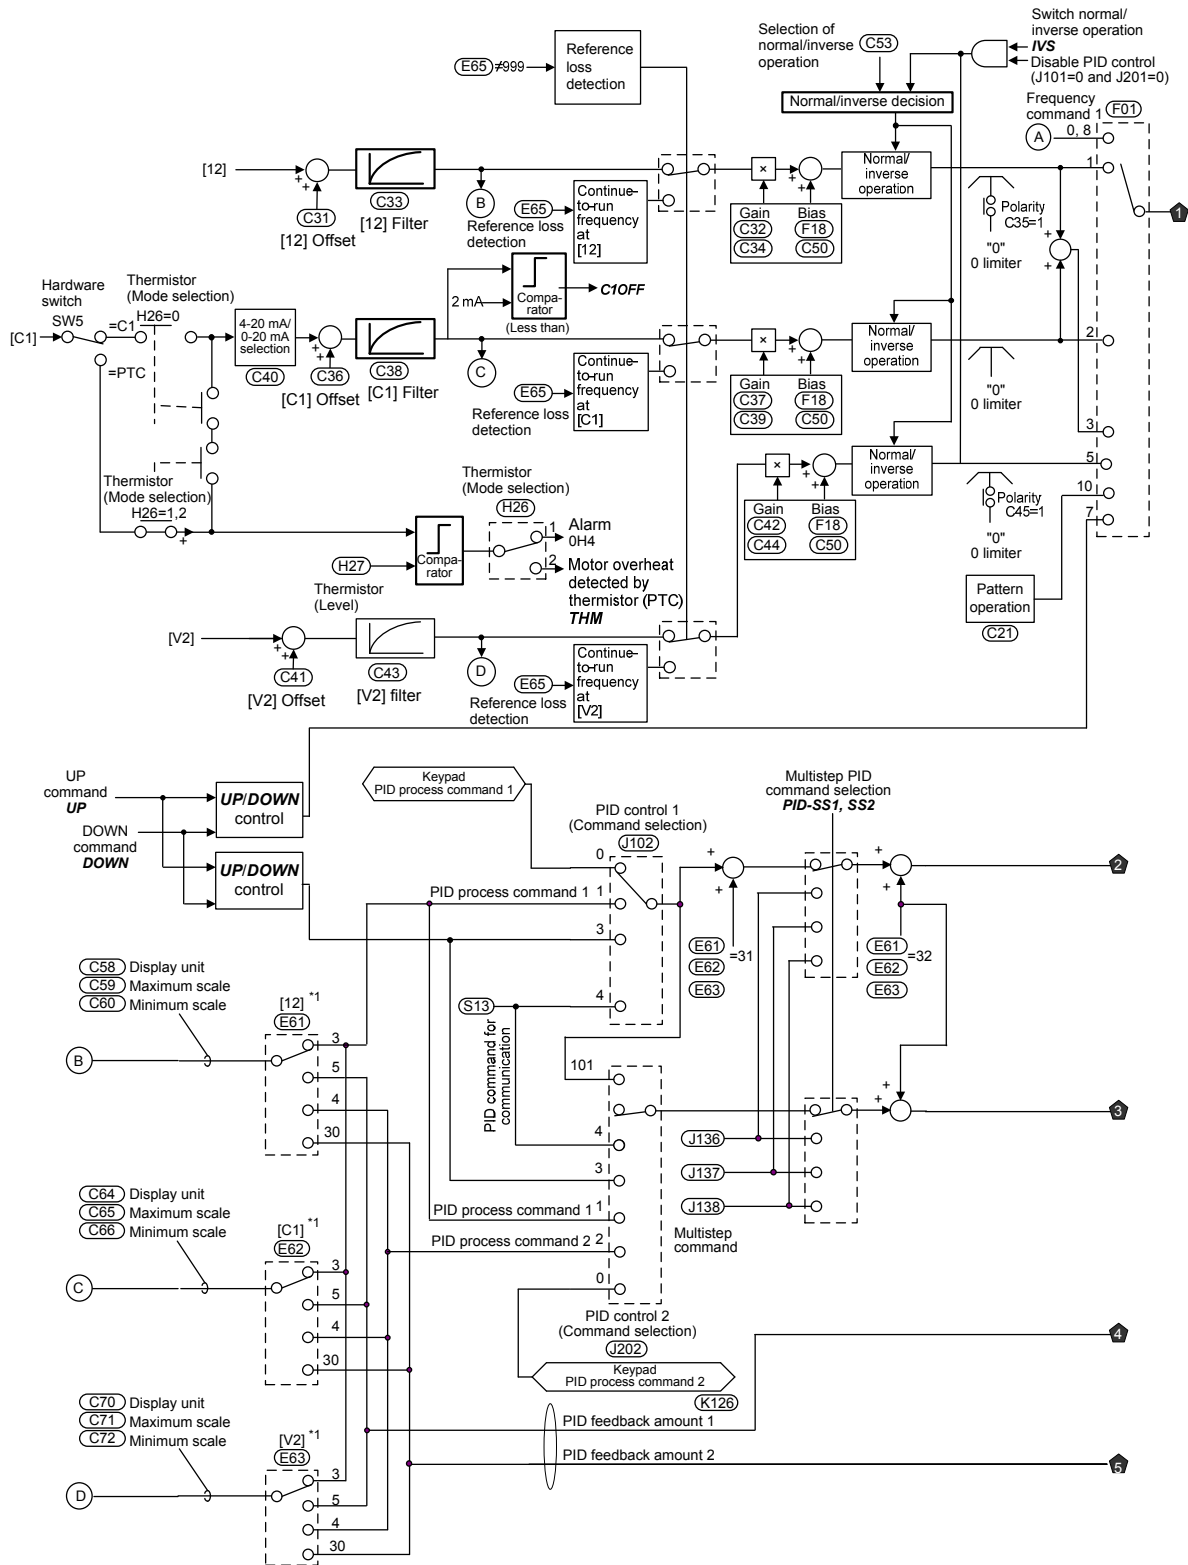 Switch normal/
inverse operation
IVS
Disable PID control
(J101=0 and J201=0)
Selection of
normal/inverse
operation
C53
Reference
loss
detection
E65 ≠999
Normal/inverse decision
Frequency
command 1
F01
A
0, 8
[12]
+
+
C31
[12] Offset
C33
[12] Filter
B
Reference loss
detection
E65
Continue-
to-run
frequency
at
[12]
×
+
+
Gain
C32
C34
Bias
F18
C50
Normal/
inverse
operation
Polarity
C35=1
"0"
0 limiter
1
+
+
1
Hardware
switch
SW5
[C1]
=C1
=PTC
Thermistor
(Mode selection)
H26=0
4-20 mA/
0-20 mA
selection
C40
+
+
C36
[C1] Offset
C38
[C1] Filter
2 mA
Compa-
rator
(Less than)
C1OFF
C
Reference loss
detection
E65
Continue-
to-run
frequency
at
[C1]
×
+
+
Gain
C37
C39
Bias
F18
C50
Normal/
inverse
operation
"0"
0 limiter
2
3
Thermistor
(Mode selection)
H26=1,2
+
H27
Thermistor
(Level)
Compa-
rator
Thermistor
(Mode selection)
H26
1
Alarm
0H4
2
Motor overheat
detected by
thermistor (PTC)
THM
×
+
+
Gain
C42
C44
Bias
F18
C50
Normal/
inverse
operation
Polarity
C45=1
"0"
0 limiter
5
10
7
Pattern
operation
C21
[V2]
+
+
C41
[V2] Offset
C43
[V2] filter
D
Reference loss
detection
E65
Continue-
to-run
frequency
at
[V2]
UP
command
UP
DOWN
command
DOWN
UP/DOWN
control
UP/DOWN
control
Keypad
PID process command 1
PID control 1
(Command selection)
J102
0
PID process command 1 1
3
4
S13
PID command for
communication
+
+
E61
E62
E63
=31
Multistep PID
command selection
PID-SS1, SS2
+
+
E61
E62
E63
=32
2
C58 Display unit
C59 Maximum scale
C60 Minimum scale
B
[12] *1
E61
3
5
4
30
101
4
3
PID process command 1 1
PID process command 2 2
0
PID control 2
(Command selection)
J202
Keypad
PID process command 2
K126
J136
J137
J138
Multistep
command
+
+
3
C64 Display unit
C65 Maximum scale
C66 Minimum scale
C
[C1] *1
E62
3
5
4
30
4
C70 Display unit
C71 Maximum scale
C72 Minimum scale
D
[V2] *1
E63
3
5
4
30
PID feedback amount 1
PID feedback amount 2
5